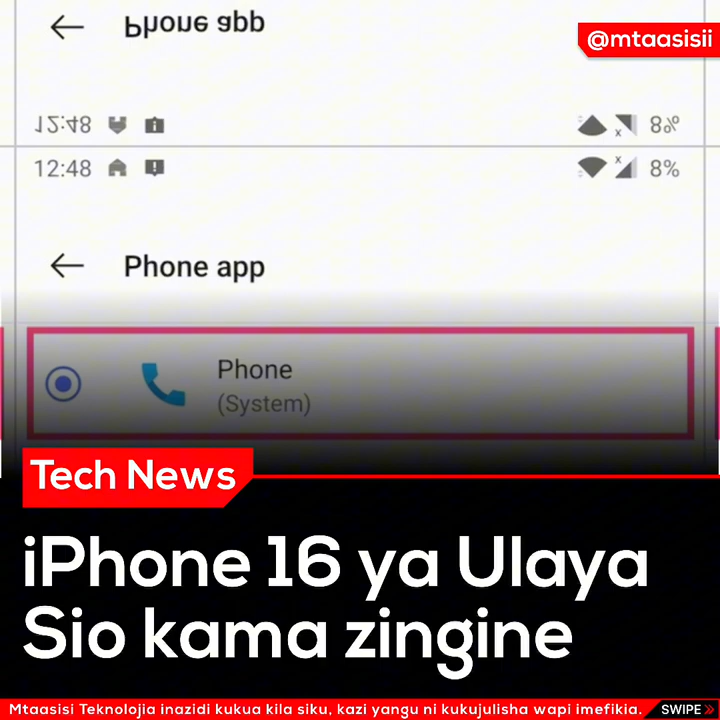 Phone app
@mtaasisii
12:48 8%
12:48 8%
Phone app
Phone
(System)
Tech News
iPhone 16 ya Ulaya
Sio kama zingine
Mtaasisi Teknolojia inazidi kukua kila siku, kazi yangu ni kukujulisha wapi imefikia.
SWIPE